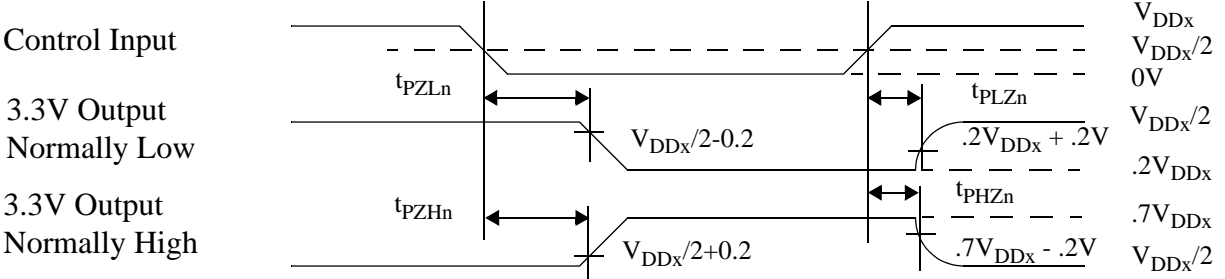 V_DDx
Control Input
V_DDx/2
0V
t_PZLn
t_PLZn
3.3V Output
Normally Low
V_DDx/2
V_DDx/2-0.2
.2V_DDx + .2V
.2V_DDx
3.3V Output
Normally High
t_PZHn
t_PHZn
.7V_DDx
V_DDx/2+0.2
.7V_DDx - .2V
V_DDx/2